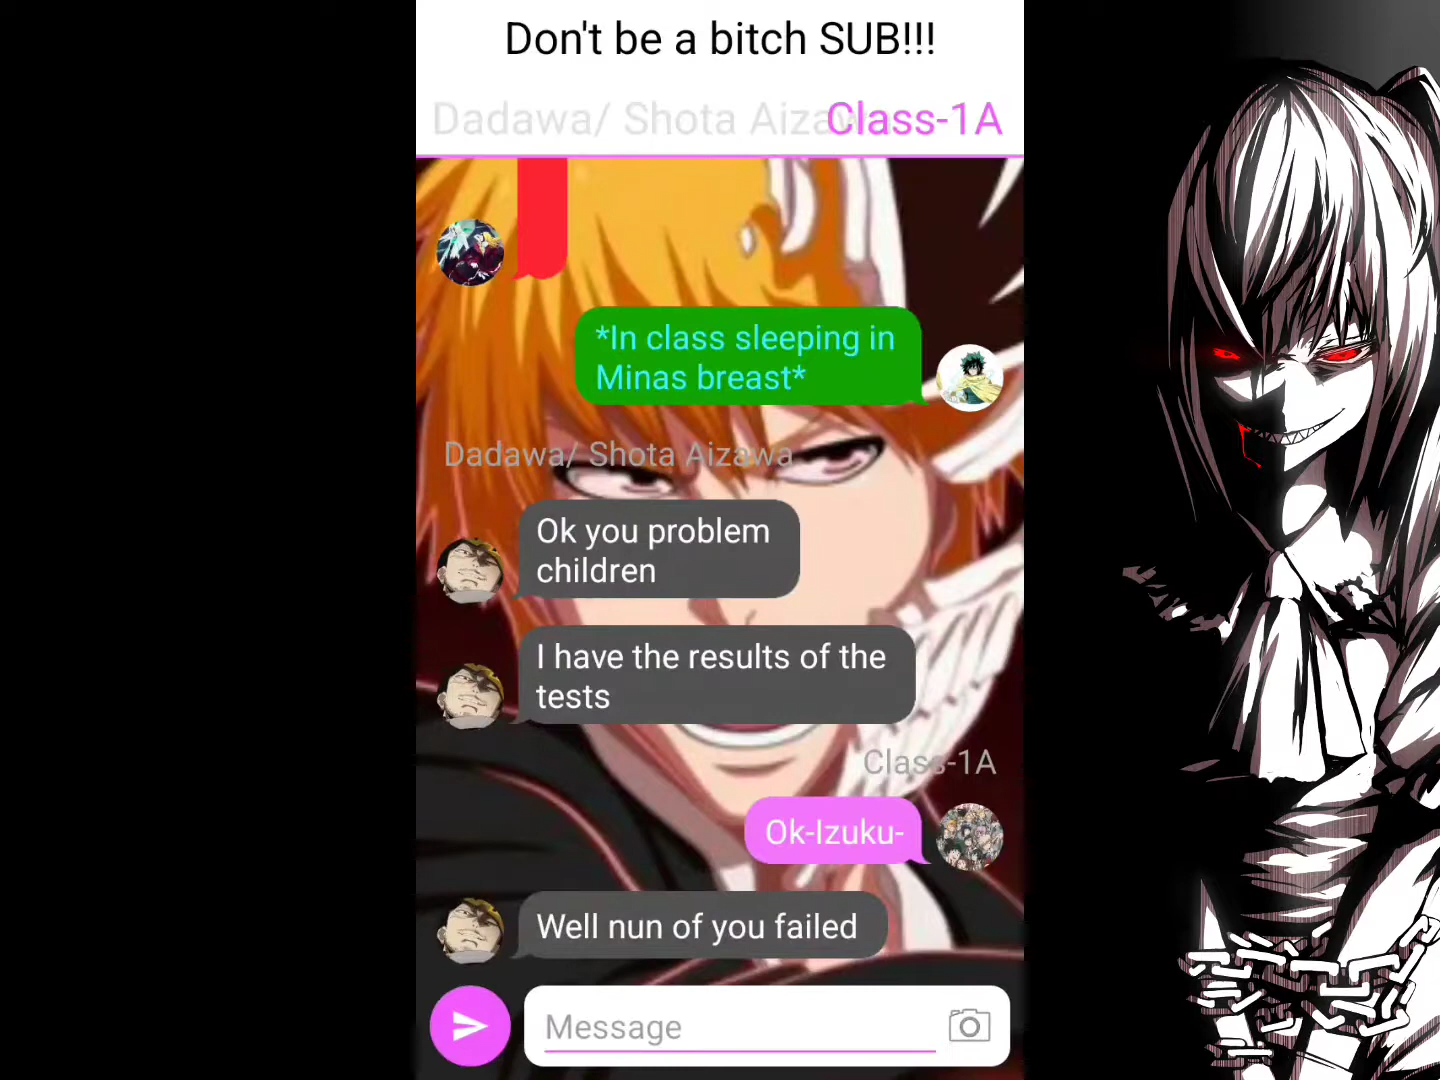 Don't be a bitch SUB!!!
Dadawa/ Shota Aiza
Class-1A
*In class sleeping in
Minas breast*
Dadawa/ Shota Aizawa
Ok you problem
children
I have the results of the
tests
Class-1A
Ok-Izuku-
Well nun of you failed
Message